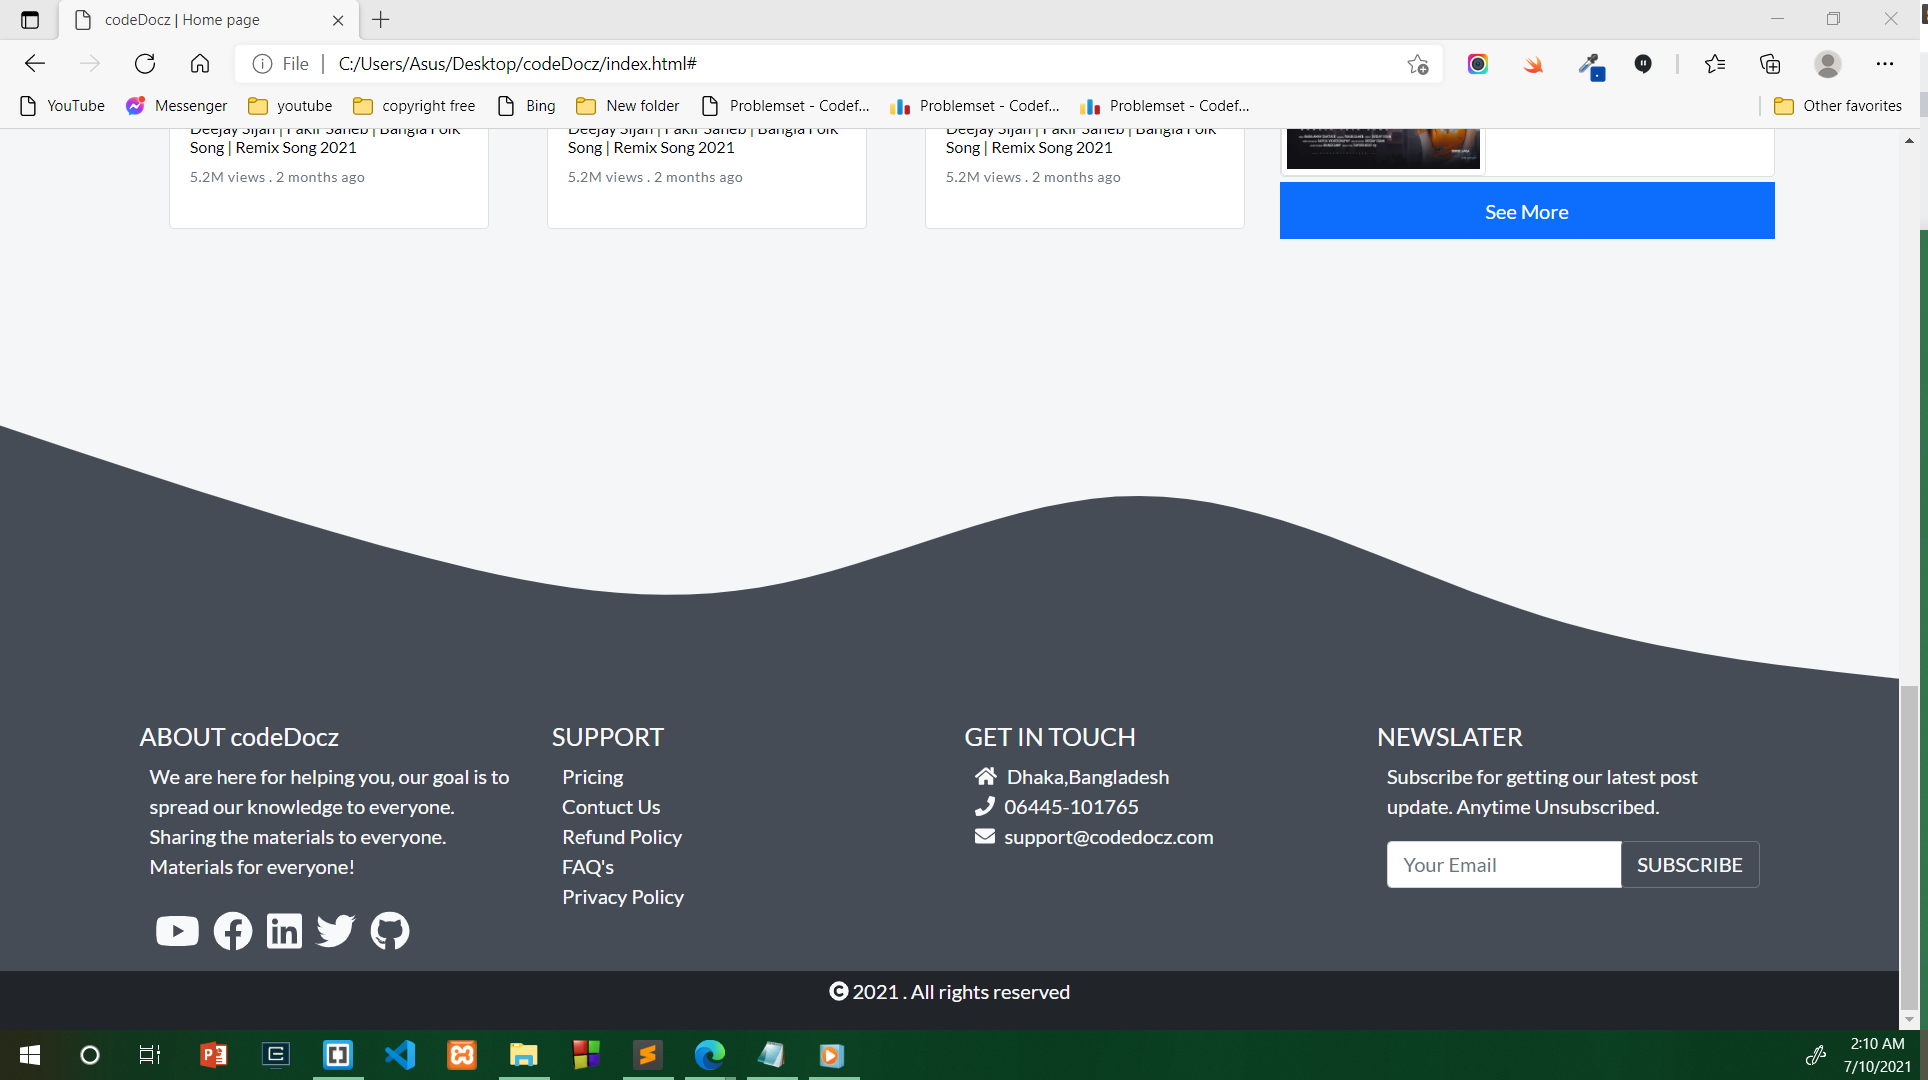 codeDocz | Home page
File | C:/Users/Asus/Desktop/codeDocz/index.html#
YouTube Messenger youtube copyright free Bing New folder Problemset - Codef... Problemset - Codef... Problemset - Codef... Other favorites
Deejay Sijan | Fakir Saheb | Bangla Folk
Song | Remix Song 2021
5.2M views . 2 months ago
Deejay Sijan | Fakir Saheb | Bangla Folk
Song | Remix Song 2021
5.2M views . 2 months ago
Deejay Sijan | Fakir Saheb | Bangla Folk
Song | Remix Song 2021
5.2M views . 2 months ago
See More
ABOUT codeDocz
We are here for helping you, our goal is to
spread our knowledge to everyone.
Sharing the materials to everyone.
Materials for everyone!
SUPPORT
Pricing
Contuct Us
Refund Policy
FAQ's
Privacy Policy
GET IN TOUCH
Dhaka,Bangladesh
06445-101765
support@codedocz.com
NEWSLATER
Subscribe for getting our latest post
update. Anytime Unsubscribed.
Your Email SUBSCRIBE
© 2021 . All rights reserved
2:10 AM
7/10/2021